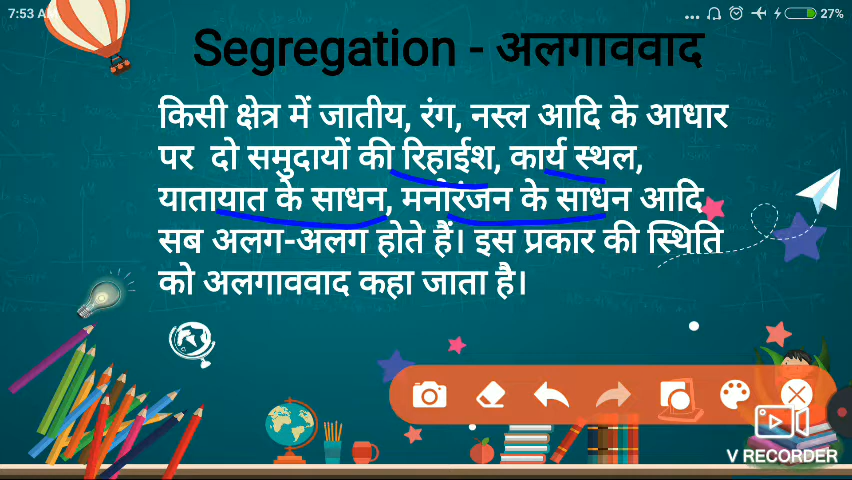 7:53 AM
27%
Segregation - अलगाववाद
किसी क्षेत्र में जातीय, रंग, नस्ल आदि के आधार
पर दो समुदायों की रिहाईश, कार्य स्थल,
यातायात के साधन, मनोरंजन के साधन आदि
सब अलग-अलग होते हैं। इस प्रकार की स्थिति
को अलगाववाद कहा जाता है।
V RECORDER